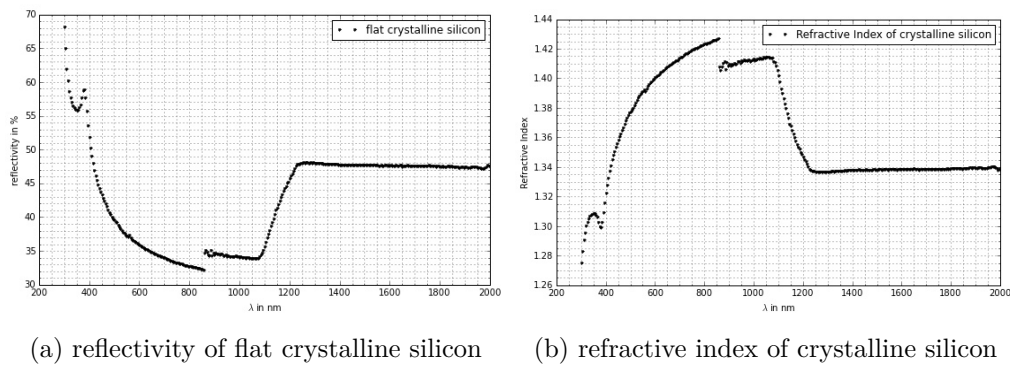 70
65
60
55
50
45
40
35
30
reflectivity in %
flat crystalline silicon
200 400 600 800 1000 1200 1400 1600 1800 2000
λ in nm
(a) reflectivity of flat crystalline silicon
1.44
1.42
1.40
1.38
1.36
1.34
1.32
1.30
1.28
1.26
Refractive Index
Refractive Index of crystalline silicon
200 400 600 800 1000 1200 1400 1600 1800 2000
λ in nm
(b) refractive index of crystalline silicon